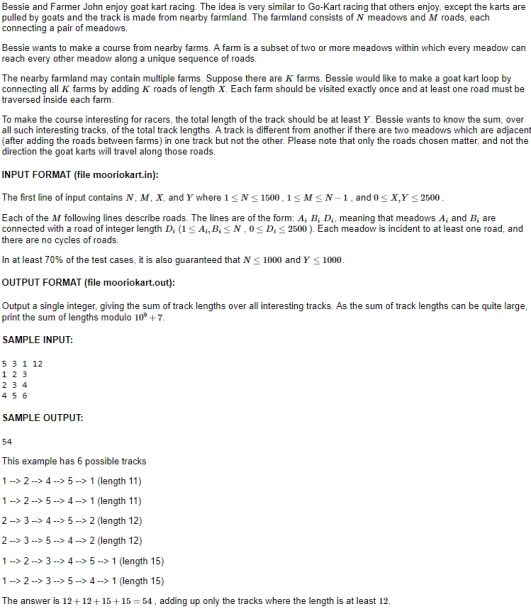 Bessie and Farmer John enjoy goat kart racing. The idea is very similar to Go-Kart racing that others enjoy, except the karts are
pulled by goats and the track is made from nearby farmland. The farmland consists of N meadows and M roads, each
connecting a pair of meadows.
Bessie wants to make a course from nearby farms. A farm is a subset of two or more meadows within which every meadow can
reach every other meadow along a unique sequence of roads.
The nearby farmland may contain multiple farms. Suppose there are K farms. Bessie would like to make a goat kart loop by
connecting all K farms by adding K roads of length X. Each farm should be visited exactly once and at least one road must be
traversed inside each farm.
To make the course interesting for racers, the total length of the track should be at least Y. Bessie wants to know the sum, over
all such interesting tracks, of the total track lengths. A track is different from another if there are two meadows which are adjacent
(after adding the roads between farms) in one track but not the other. Please note that only the roads chosen matter, and not the
direction the goat karts will travel along those roads.
INPUT FORMAT (file mooriokart.in):
The first line of input contains N, M, X, and Y where 1 ≤ N ≤ 1500, 1 ≤ M ≤ N − 1, and 0 ≤ X, Y ≤ 2500.
Each of the M following lines describe roads. The lines are of the form: A_i B_i D_i, meaning that meadows A_i and B_i are
connected with a road of integer length D_i (1 ≤ A_i, B_i ≤ N, 0 ≤ D_i ≤ 2500). Each meadow is incident to at least one road, and
there are no cycles of roads.
In at least 70% of the test cases, it is also guaranteed that N ≤ 1000 and Y ≤ 1000.
OUTPUT FORMAT (file mooriokart.out):
Output a single integer, giving the sum of track lengths over all interesting tracks. As the sum of track lengths can be quite large,
print the sum of lengths modulo 10^9 + 7.
SAMPLE INPUT:
5 3 1 12
1 2 3
2 3 4
4 5 6
SAMPLE OUTPUT:
54
This example has 6 possible tracks
1 --> 2 --> 4 --> 5 --> 1 (length 11)
1 --> 2 --> 5 --> 4 --> 1 (length 11)
2 --> 3 --> 4 --> 5 --> 2 (length 12)
2 --> 3 --> 5 --> 4 --> 2 (length 12)
1 --> 2 --> 3 --> 4 --> 5 --> 1 (length 15)
1 --> 2 --> 3 --> 5 --> 4 --> 1 (length 15)
The answer is 12 + 12 + 15 + 15 = 54, adding up only the tracks where the length is at least 12.